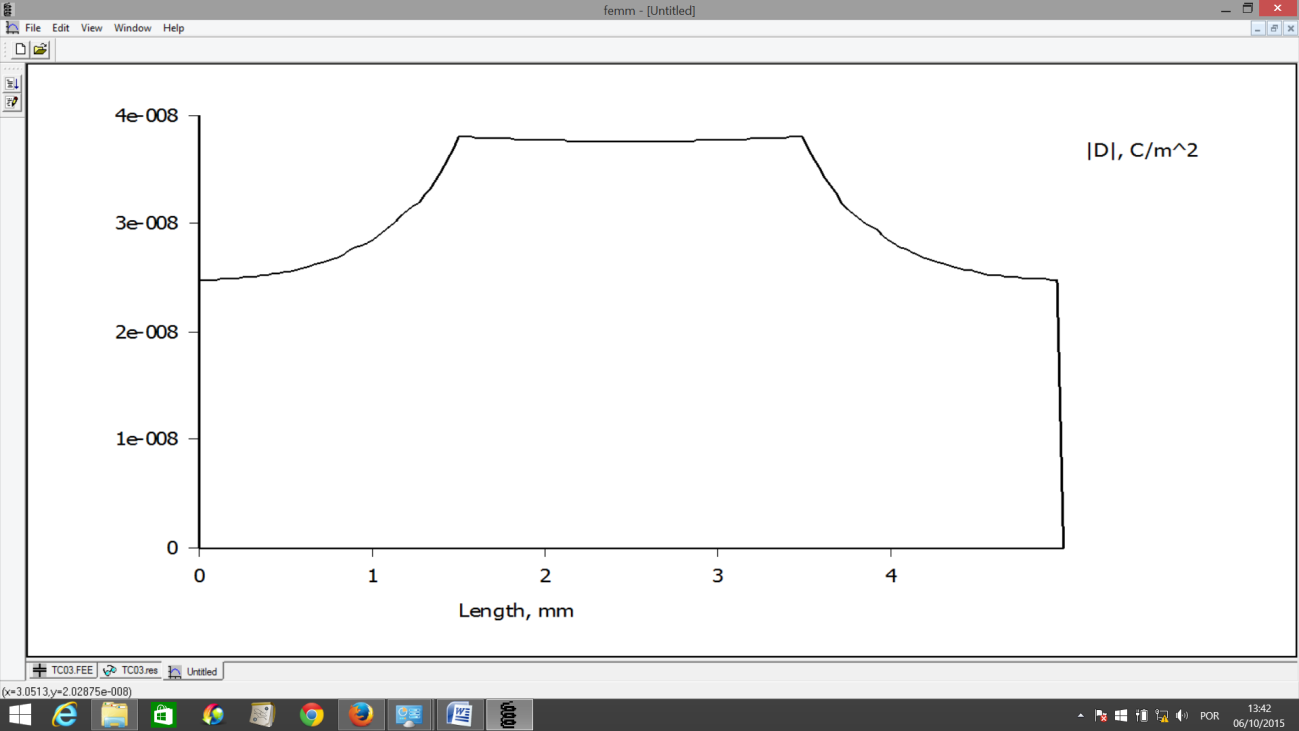 femm - [Untitled]
File Edit View Window Help
4e-008
|D|, C/m^2
3e-008
2e-008
1e-008
0
0 1 2 3 4
Length, mm
TC03.FEE TC03.res Untitled
(x=3.0513,y=2.02875e-008)
POR
13:42
06/10/2015